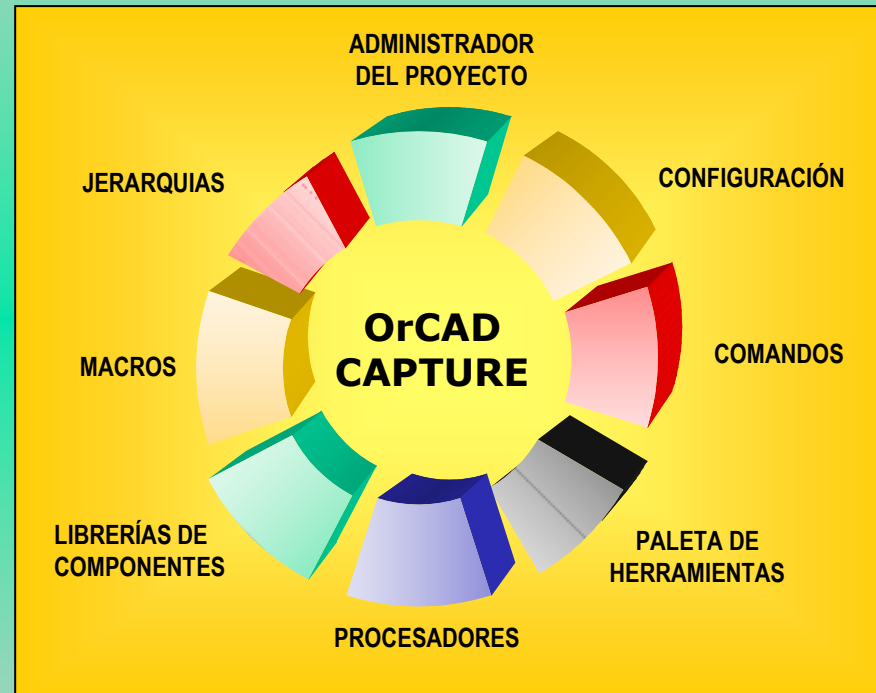 ADMINISTRADOR
DEL PROYECTO
JERARQUIAS
CONFIGURACIÓN
OrCAD
CAPTURE
MACROS
COMANDOS
LIBRERÍAS DE
COMPONENTES
PALETA DE
HERRAMIENTAS
PROCESADORES